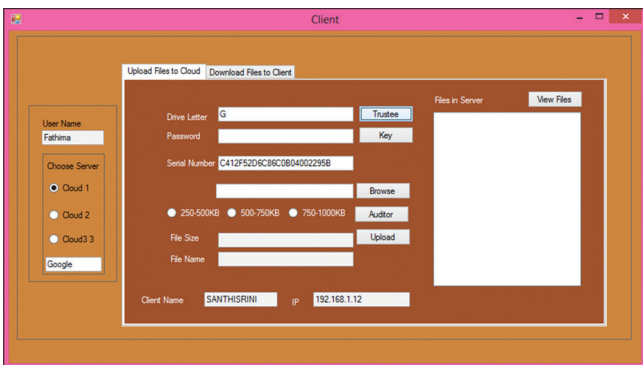 Client
Upload Files to Cloud Download Files to Client
User Name
Fathima
Choose Server
Cloud 1
Cloud 2
Cloud3 3
Google
Drive Letter G Trustee
Password Key
Serial Number C412F52D6C86C0B04002295B
Browse
250-500KB 500-750KB 750-1000KB Auditor
File Size Upload
File Name
Client Name SANTHISRINI IP 192.168.1.12
Files in Server View Files